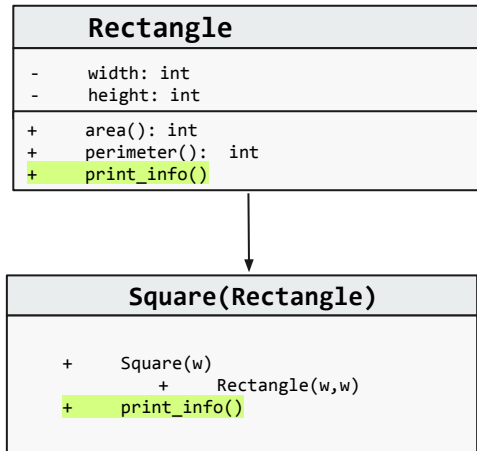 Rectangle
- width: int
- height: int
+ area(): int
+ perimeter(): int
+ print_info()
Square(Rectangle)
+ Square(w)
+ Rectangle(w,w)
+ print_info()